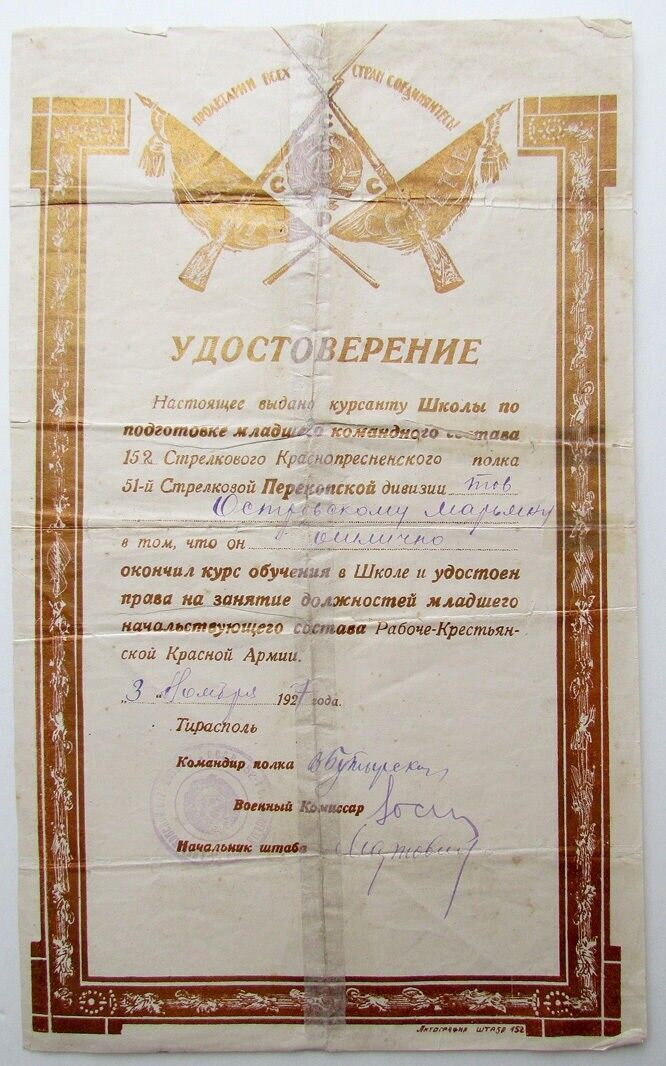 ПРОЛЕТАРИИ ВСЕХ СТРАН СОЕДИНЯЙТЕСЬ!
С С С Р
УДОСТОВЕРЕНИЕ
Настоящее выдано курсанту Школы по
подготовке младшего командного состава
152 Стрелкового Краснопресненского полка
51-й Стрелковой Перекопской дивизии тов
Островскому Марьяну
в том, что он отлично
окончил курс обучения в Школе и удостоен
права на занятие должностей младшего
начальствующего состава Рабоче-Крестьян-
ской Красной Армии.
„3 „ Ноября 1927 года.
Тирасполь
Командир полка
Военный Комиссар
Начальник штаба
Литография ШТАБА 152